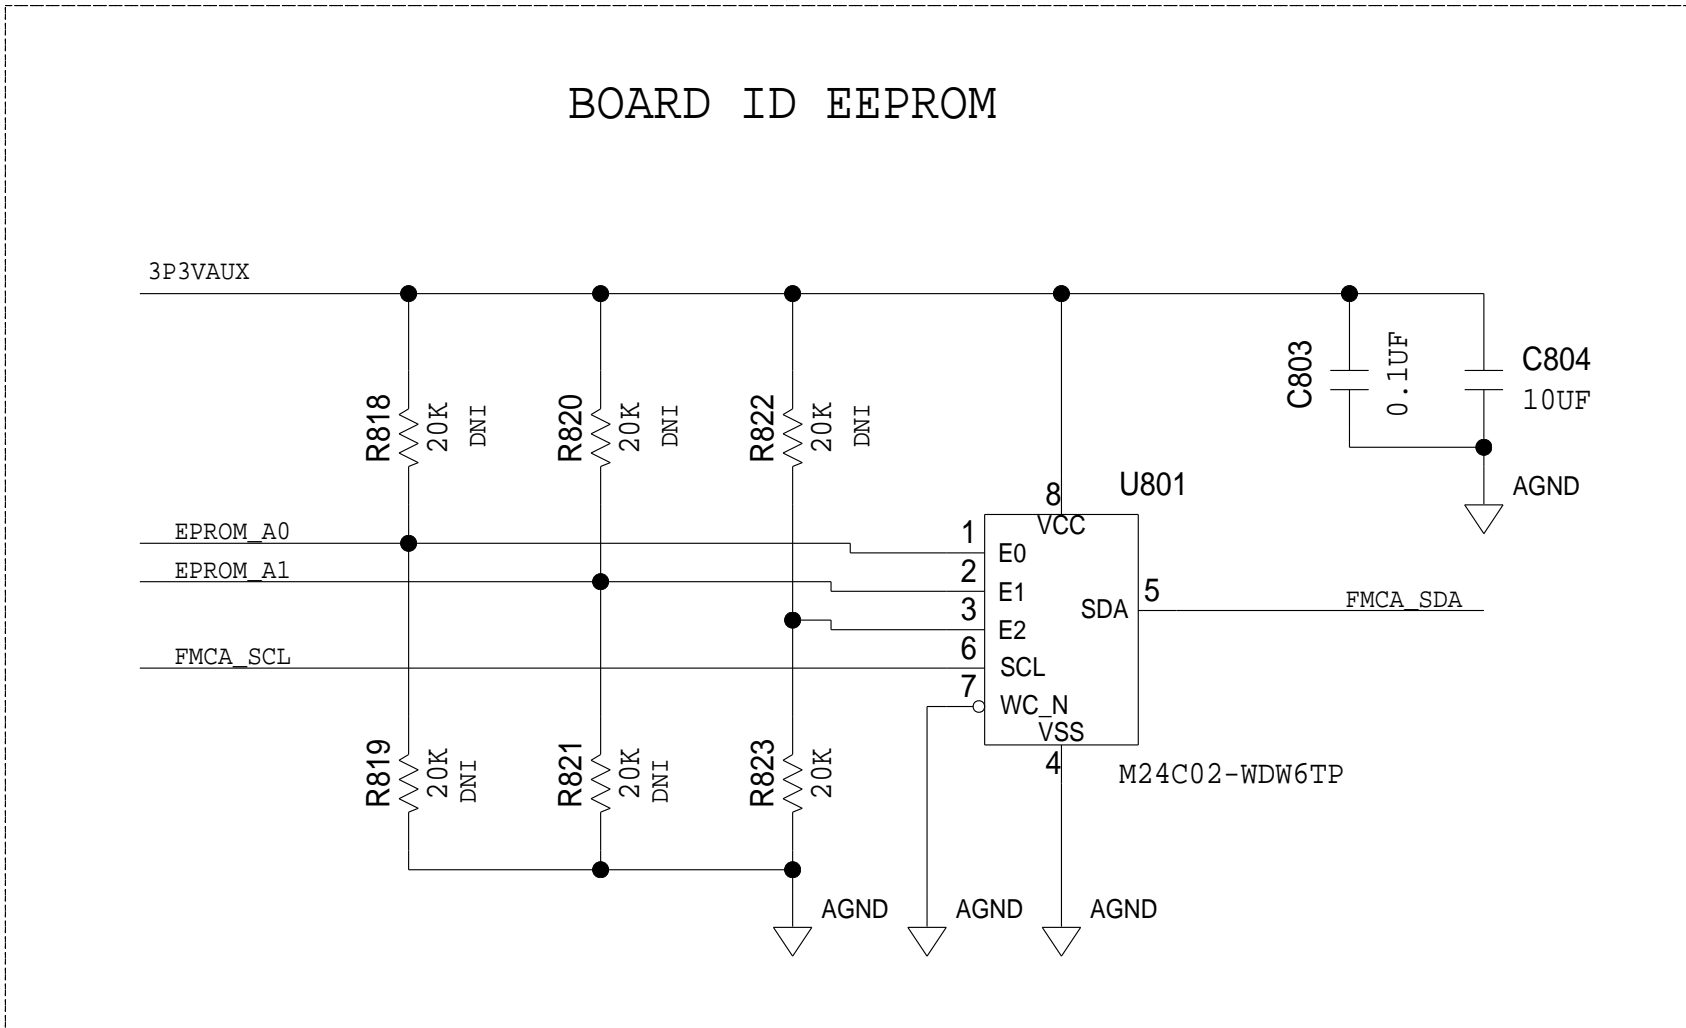 BOARD ID EEPROM
3P3VAUX
R818
20K
DNI
R820
20K
DNI
R822
20K
DNI
C803
0.1UF
C804
10UF
AGND
U801
8
VCC
EPROM_A0
1
E0
EPROM_A1
2
E1
3
E2
FMCA_SCL
6
SCL
7
WC_N
VSS
4
SDA
5
FMCA_SDA
M24C02-WDW6TP
R819
20K
DNI
R821
20K
DNI
R823
20K
AGND
AGND
AGND